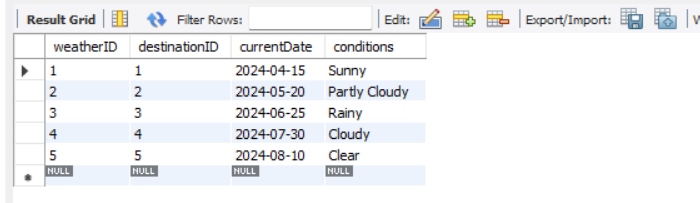 Result Grid Filter Rows: Edit: Export/Import:
weatherID destinationID currentDate conditions
1 1 2024-04-15 Sunny
2 2 2024-05-20 Partly Cloudy
3 3 2024-06-25 Rainy
4 4 2024-07-30 Cloudy
5 5 2024-08-10 Clear
NULL NULL NULL NULL